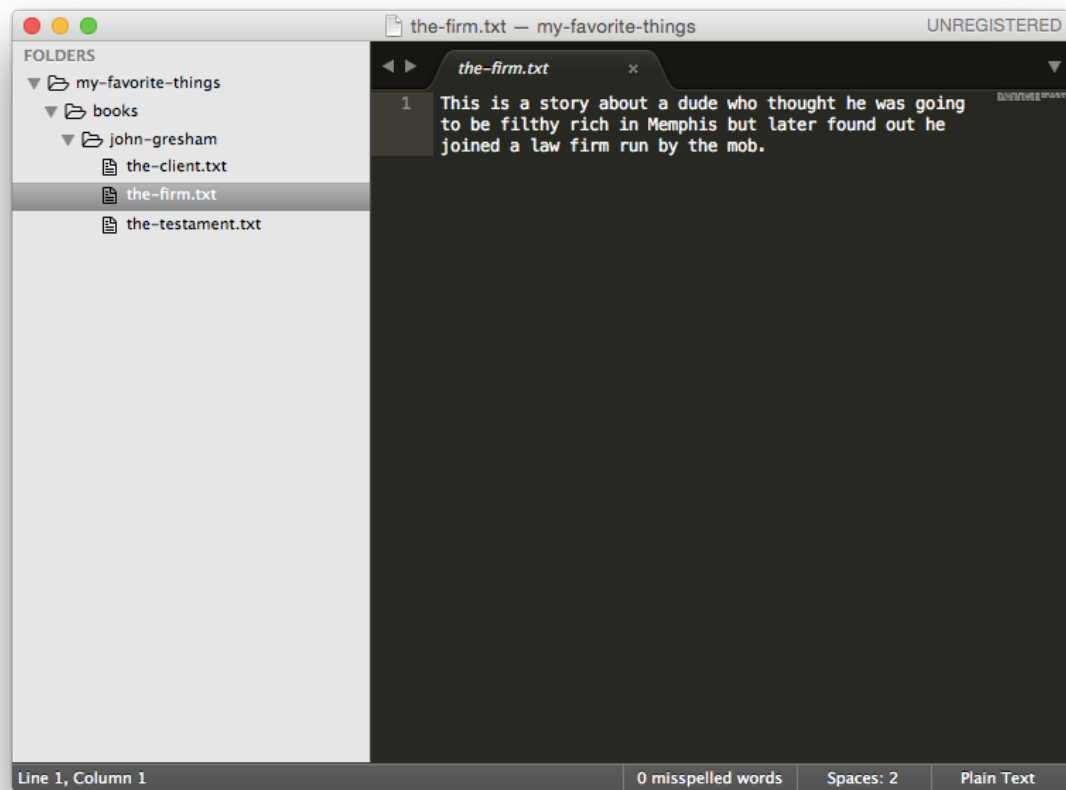 the-firm.txt — my-favorite-things
UNREGISTERED
FOLDERS
my-favorite-things
books
john-gresham
the-client.txt
the-firm.txt
the-testament.txt
the-firm.txt ×
1 This is a story about a dude who thought he was going
to be filthy rich in Memphis but later found out he
joined a law firm run by the mob.
Line 1, Column 1
0 misspelled words
Spaces: 2
Plain Text